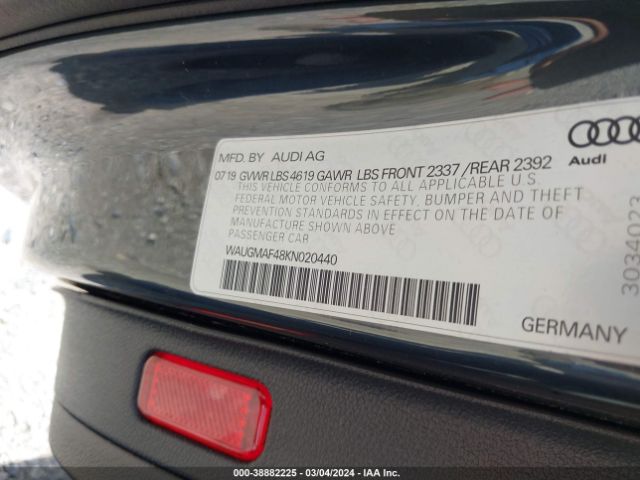 MFD. BY AUDI AG
0719 GVWR LBS 4619 GAWR LBS FRONT 2337 / REAR 2392
THIS VEHICLE CONFORMS TO ALL APPLICABLE U.S.
FEDERAL MOTOR VEHICLE SAFETY, BUMPER AND THEFT
PREVENTION STANDARDS IN EFFECT ON THE DATE OF
MANUFACTURE SHOWN ABOVE
PASSENGER CAR
WAUGMAF48KN020440
Audi
30034023
GERMANY
000-38882225 - 03/04/2024 - IAA Inc.